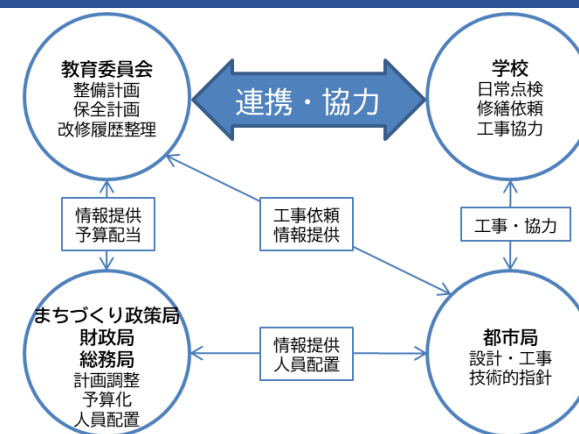 教育委員会
整備計画
保全計画
改修履歴整理
連携・協力
学校
日常点検
修繕依頼
工事協力
情報提供
予算配当
工事依頼
情報提供
工事・協力
まちづくり政策局
財政局
総務局
計画調整
予算化
人員配置
情報提供
人員配置
都市局
設計・工事
技術的指針